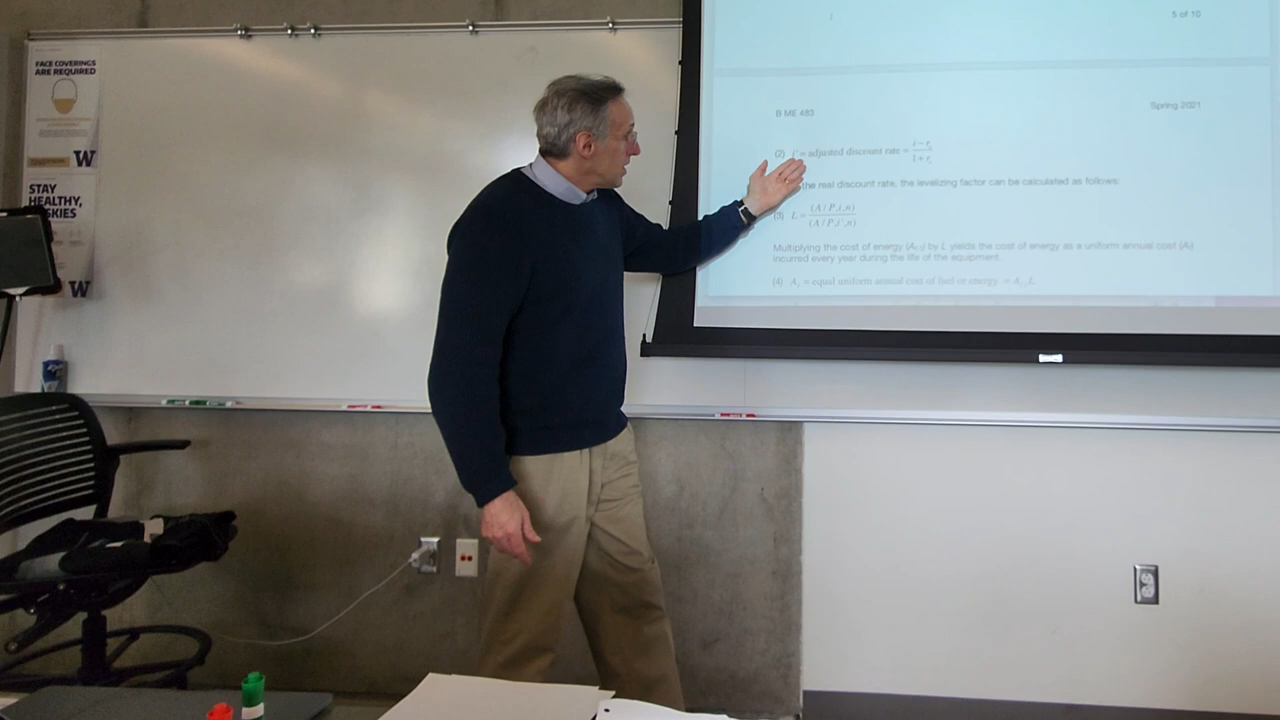 FACE COVERINGS
ARE REQUIRED
W
STAY
HEALTHY,
W
5 of 10
B ME 483
Spring 2021
(2) = adjusted discount rate =
the real discount rate, the levelizing factor can be calculated as follows:
(3) L = (A / P,i,n) / (A / P,i',n)
Multiplying the cost of energy by L yields the cost of energy as a uniform annual cost
incurred every year during the life of the equipment.
(4) = equal uniform annual cost of fuel or energy =